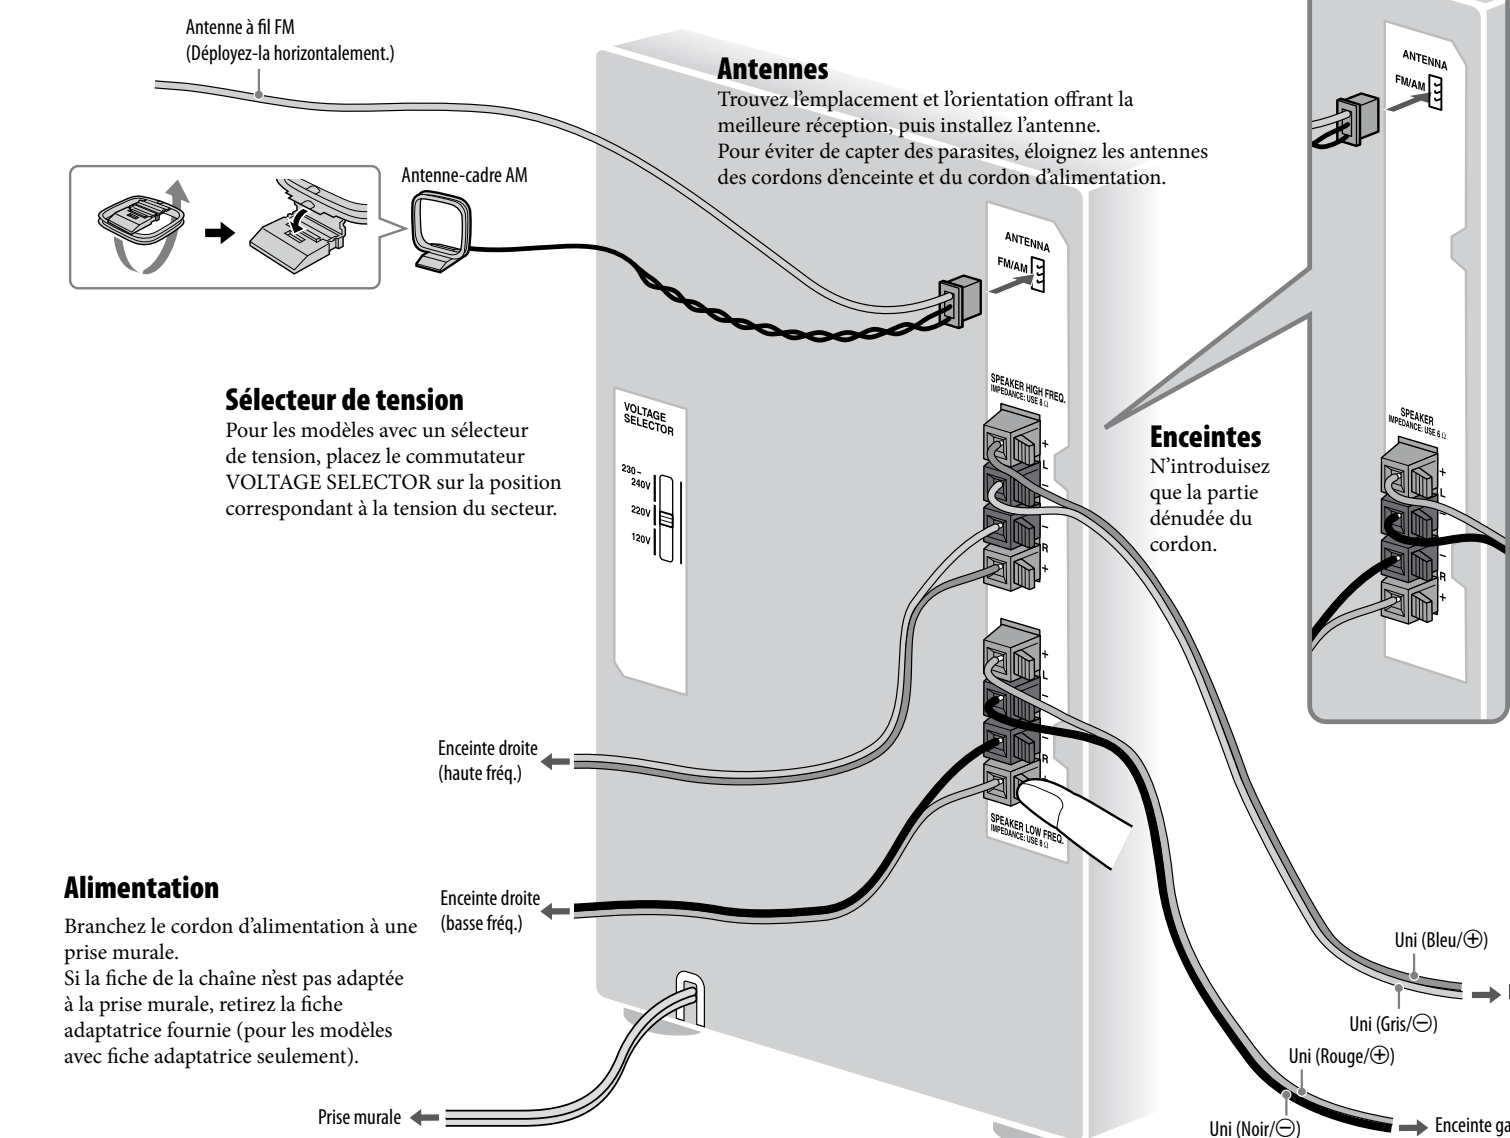 Antenne à fil FM
(Déployez-la horizontalement.)
Antennes
Trouvez l’emplacement et l’orientation offrant la
meilleure réception, puis installez l’antenne.
Pour éviter de capter des parasites, éloignez les antennes
des cordons d’enceinte et du cordon d’alimentation.
Antenne-cadre AM
ANTENNA
FM/AM
ANTENNA
FM/AM
Sélecteur de tension
Pour les modèles avec un sélecteur
de tension, placez le commutateur
VOLTAGE SELECTOR sur la position
correspondant à la tension du secteur.
VOLTAGE
SELECTOR
230–
240V
220V
120V
SPEAKER HIGH FREQ.
IMPEDANCE: USE 8 Ω
+
L
–
–
R
+
Enceintes
N’introduisez
que la partie
dénudée du
cordon.
SPEAKER
IMPEDANCE: USE 6 Ω
+
L
–
R
+
+
L
–
–
R
+
SPEAKER LOW FREQ.
IMPEDANCE: USE 8 Ω
Enceinte droite
(haute fréq.)
Enceinte droite
(basse fréq.)
Alimentation
Branchez le cordon d’alimentation à une
prise murale.
Si la fiche de la chaîne n’est pas adaptée
à la prise murale, retirez la fiche
adaptatrice fournie (pour les modèles
avec fiche adaptatrice seulement).
Prise murale
Uni (Bleu/⊕)
Uni (Gris/⊖)
Uni (Rouge/⊕)
Uni (Noir/⊖)
Enceinte ga